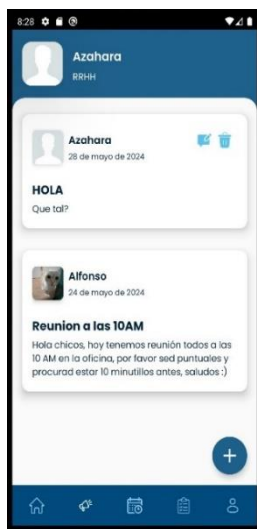 8:28
Azahara
RRHH
Azahara
28 de mayo de 2024
HOLA
Que tal?
Alfonso
24 de mayo de 2024
Reunion a las 10AM
Hola chicos, hoy tenemos reunión todos a las
10 AM en la oficina, por favor sed puntuales y
procurad estar 10 minutillos antes, saludos :)
+